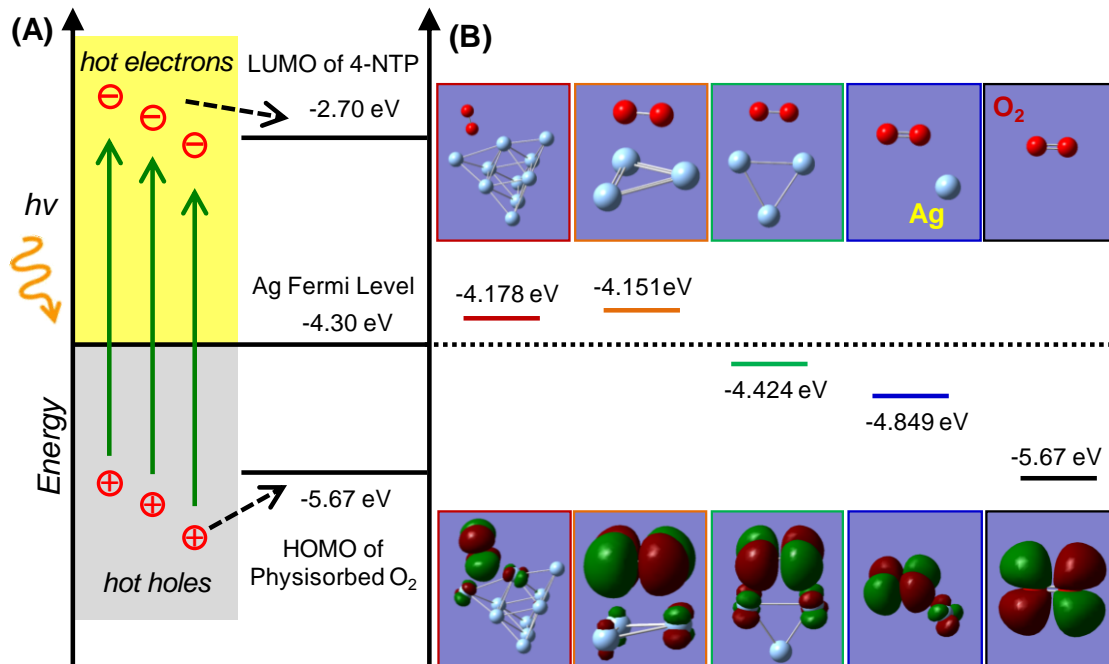 (A)
hot electrons
LUMO of 4-NTP
-2.70 eV
hv
Ag Fermi Level
-4.30 eV
Energy
-5.67 eV
hot holes
HOMO of
Physisorbed O₂
(B)
O₂
Ag
-4.178 eV
-4.151eV
-4.424 eV
-4.849 eV
-5.67 eV